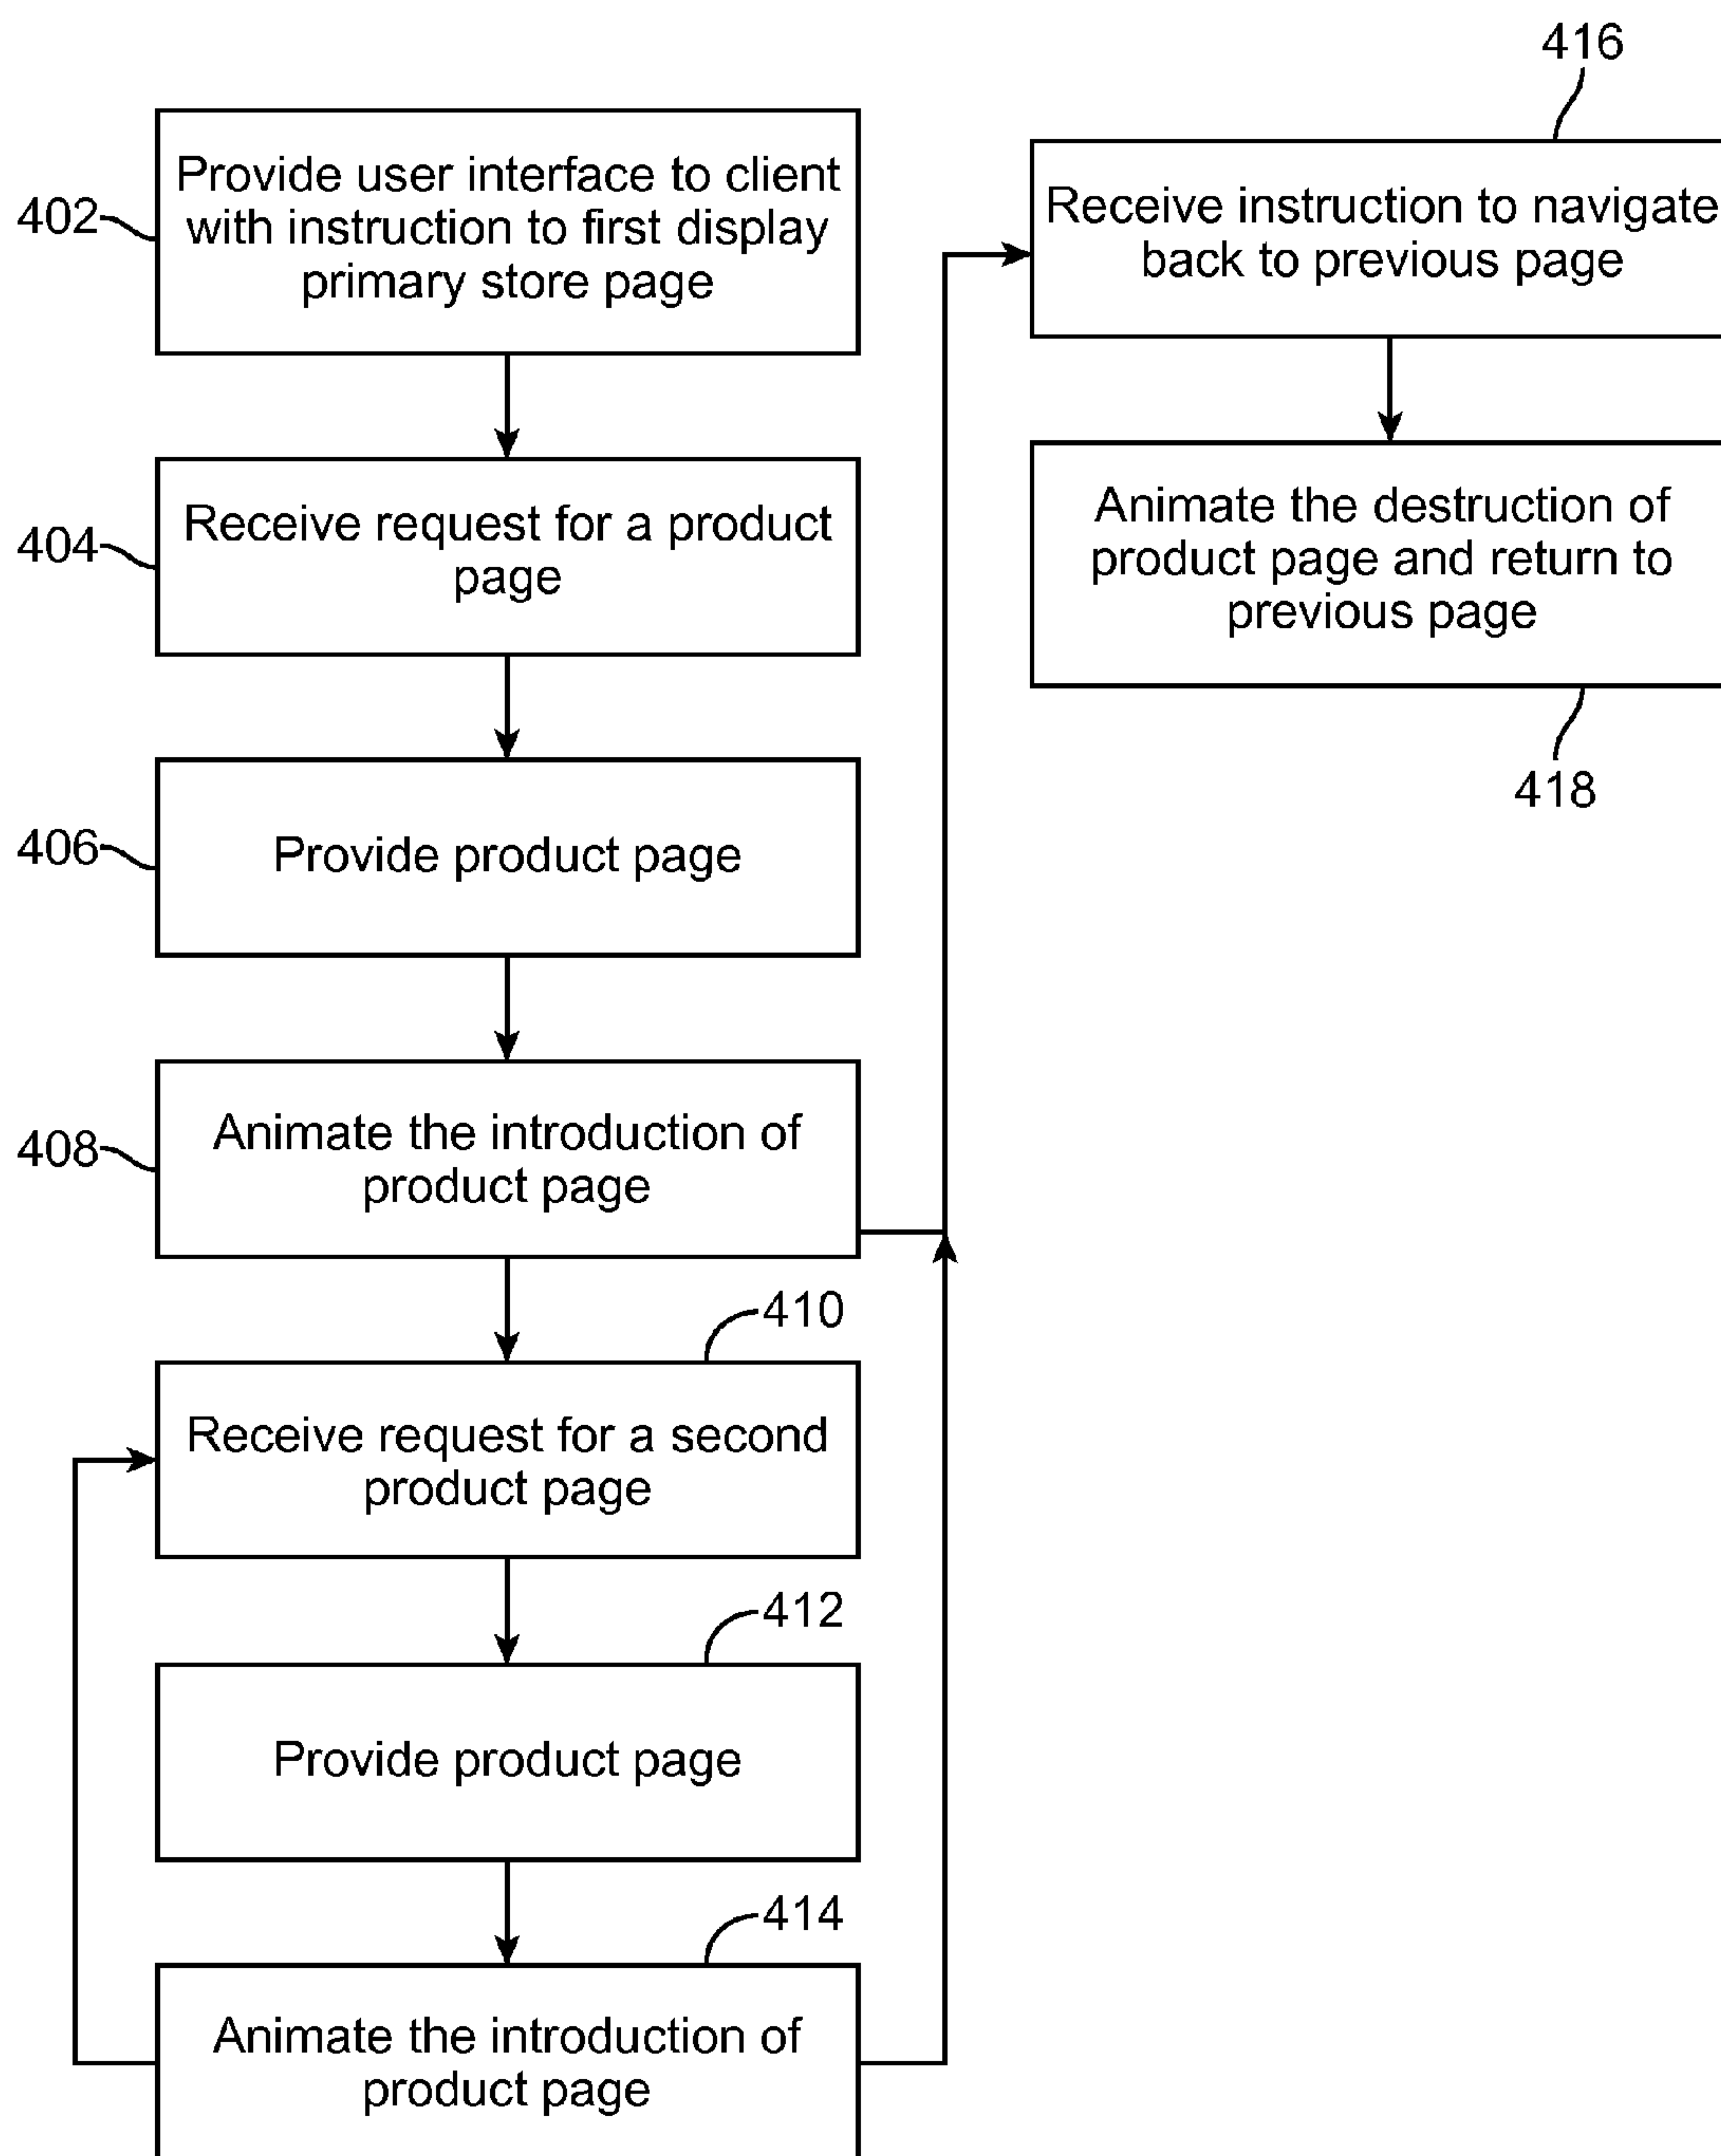 402
Provide user interface to client
with instruction to first display
primary store page
404
Receive request for a product
page
406
Provide product page
408
Animate the introduction of
product page
410
Receive request for a second
product page
412
Provide product page
414
Animate the introduction of
product page
416
Receive instruction to navigate
back to previous page
Animate the destruction of
product page and return to
previous page
418